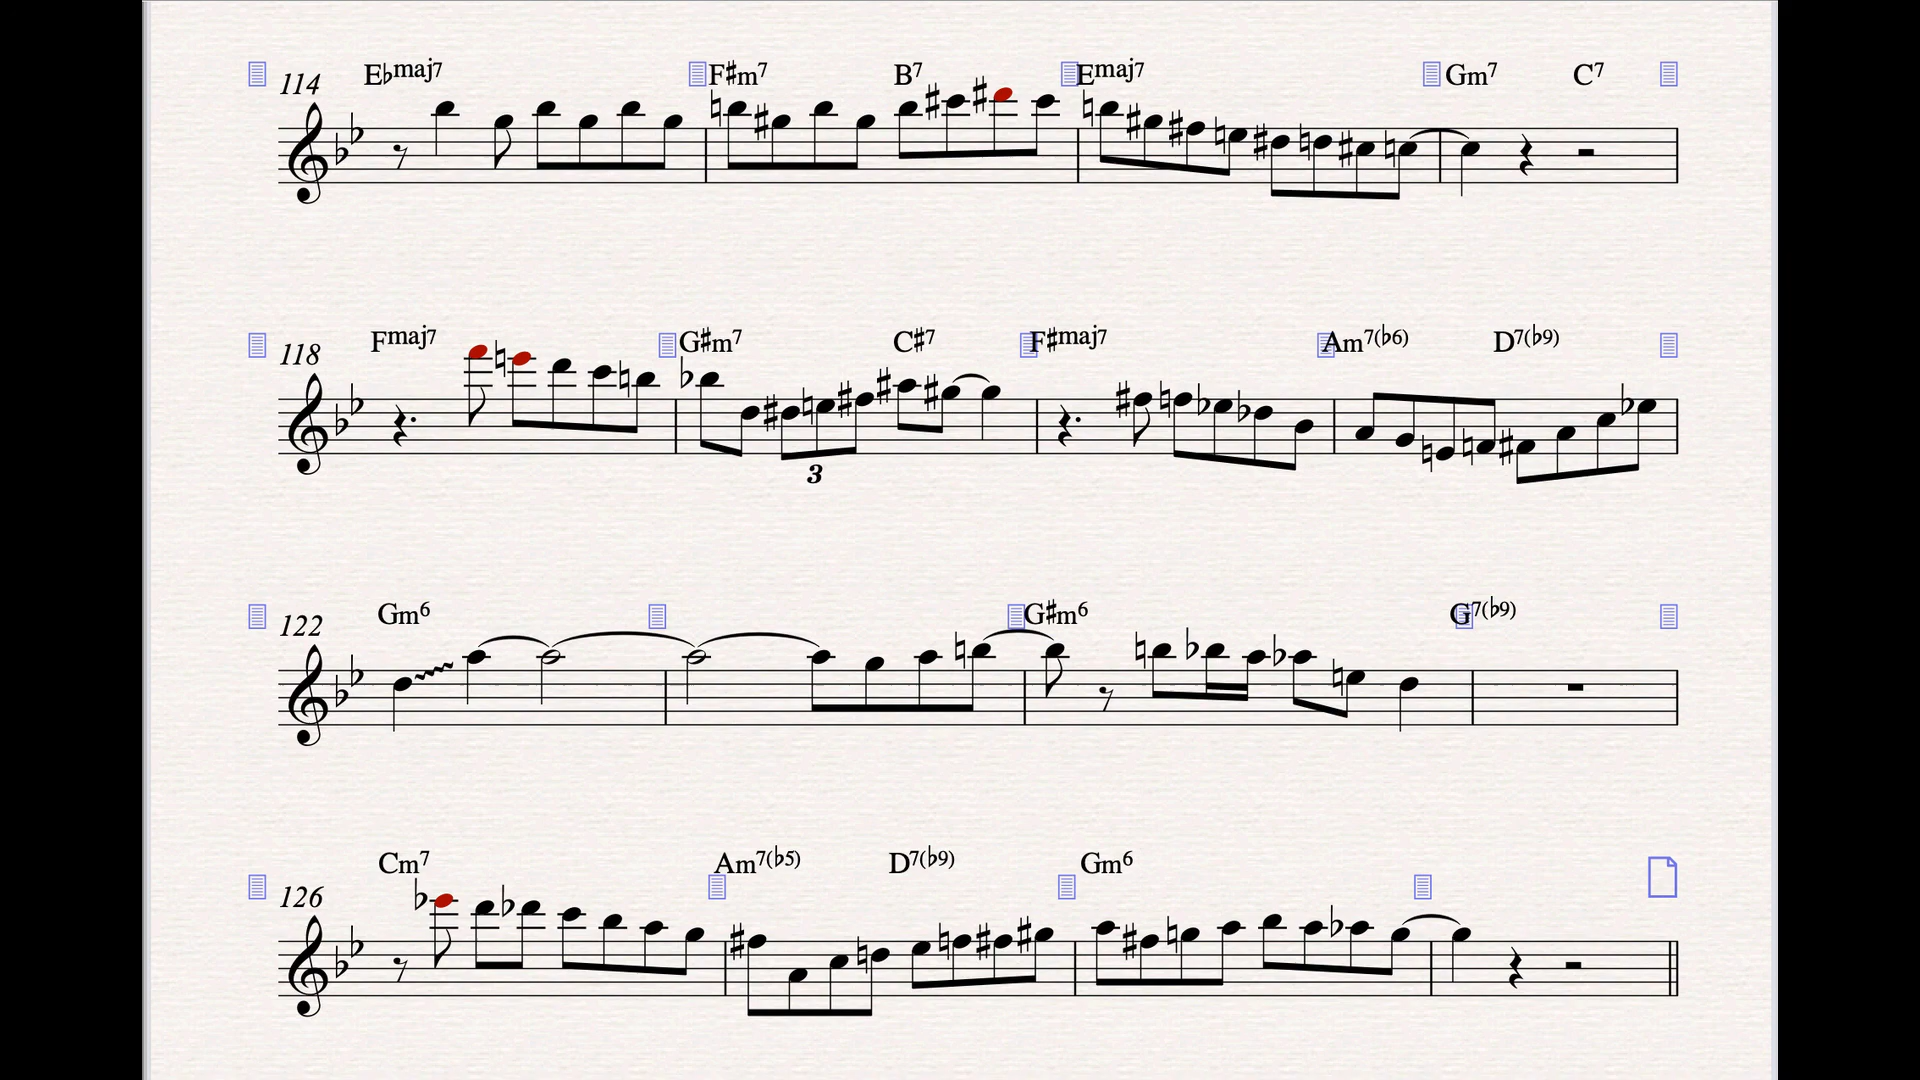 114 E♭maj7 F♯m7 B7 Emaj7 Gm7 C7
118 Fmaj7 G♯m7 C♯7 F♯maj7 Am7(♭6) D7(♭9)
3
122 Gm6 G♯m6 G7(♭9)
126 Cm7 Am7(♭5) D7(♭9) Gm6